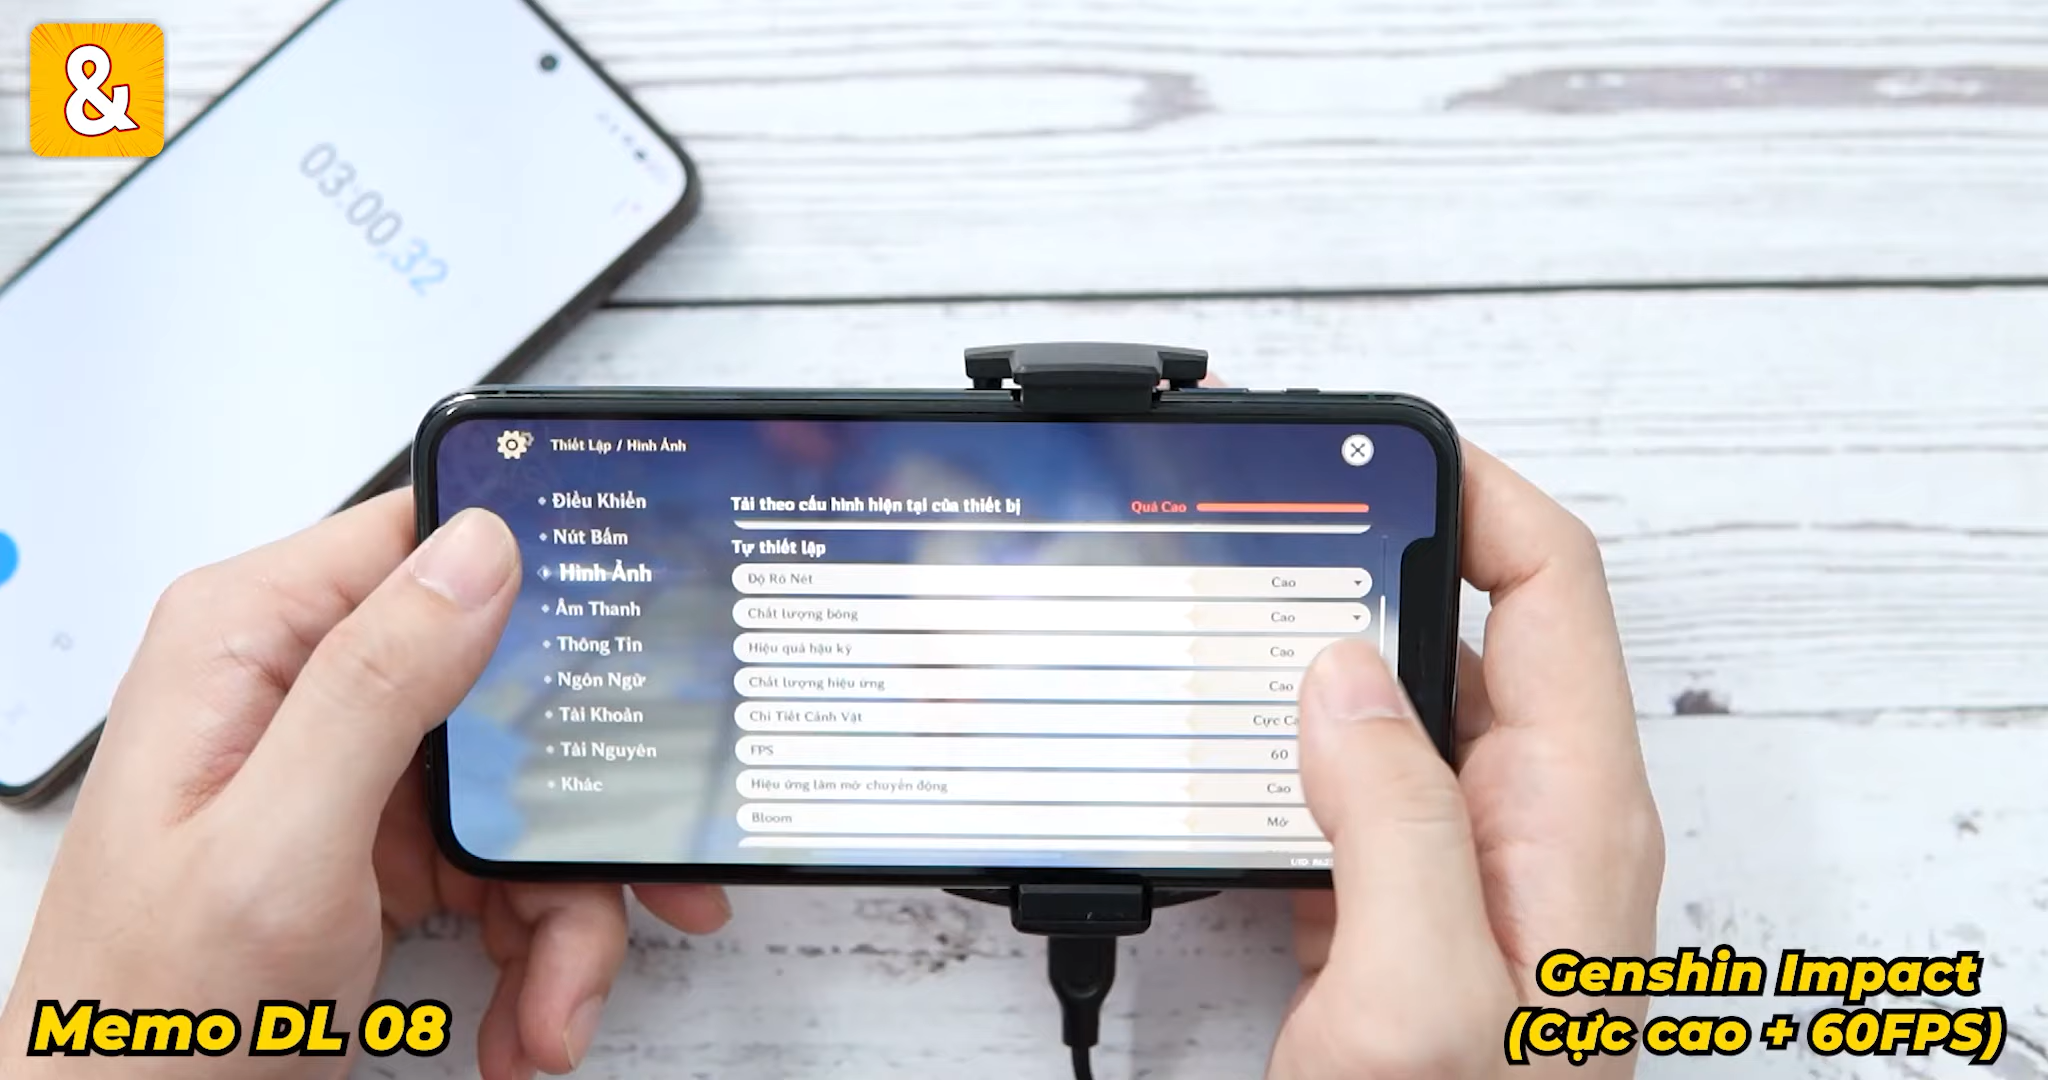 &
03:00,32
Thiết Lập / Hình Ảnh
Điều Khiển
Nút Bấm
Hình Ảnh
Âm Thanh
Thông Tin
Ngôn Ngữ
Tài Khoản
Tài Nguyên
Khác
Tải theo cấu hình hiện tại của thiết bị Quá Cao
Tự thiết lập
Độ Rõ Nét Cao
Chất lượng bóng Cao
Hiệu quả hậu kỳ Cao
Chất lượng hiệu ứng Cao
Chi Tiết Cảnh Vật Cực
FPS 60
Hiệu ứng làm mờ chuyển động Cao
Bloom Mở
Memo DL 08
Genshin Impact
(Cực cao + 60FPS)